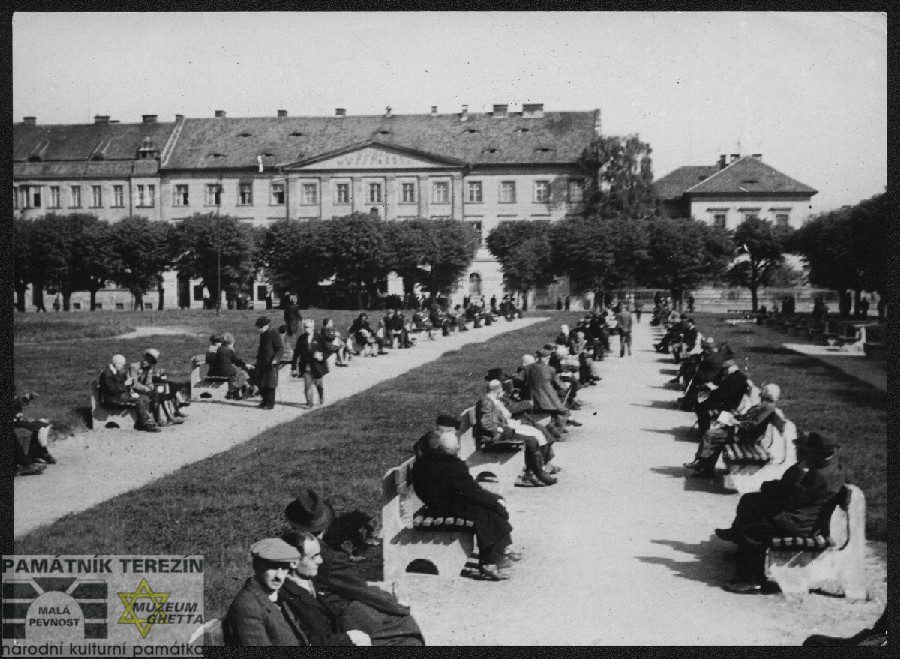 PAMÁTNÍK TEREZÍN
MALÁ
PEVNOST
MUZEUM
GHETTA
národní kulturní památka